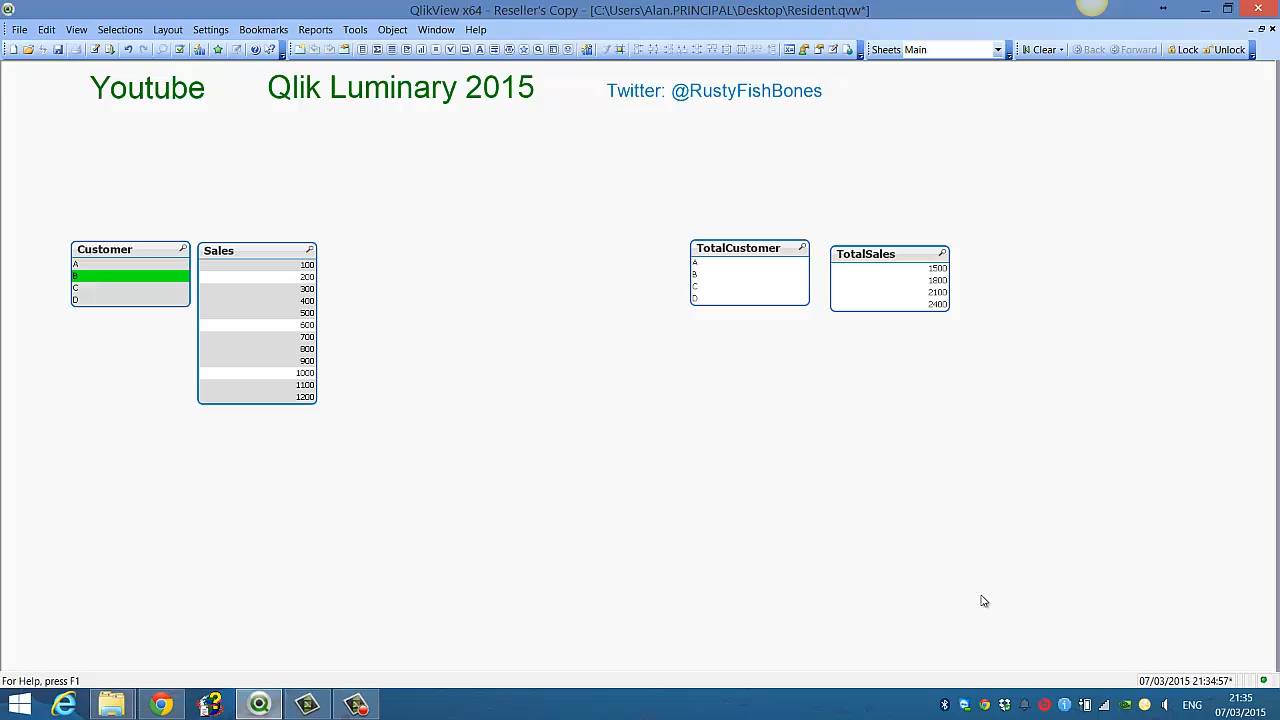 QlikView x64 - Reseller's Copy - [C:\Users\Alan.PRINCIPAL\Desktop\Resident.qvw*]
File Edit View Selections Layout Settings Bookmarks Reports Tools Object Window Help
Sheets Main Clear Back Forward Lock Unlock
Youtube Qlik Luminary 2015 Twitter: @RustyFishBones
Customer
A
B
C
D
Sales
100
200
300
400
500
600
700
800
900
1000
1100
1200
TotalCustomer
A
B
C
D
TotalSales
1500
1800
2100
2400
For Help, press F1
07/03/2015 21:34:57*
ENG
21:35
07/03/2015